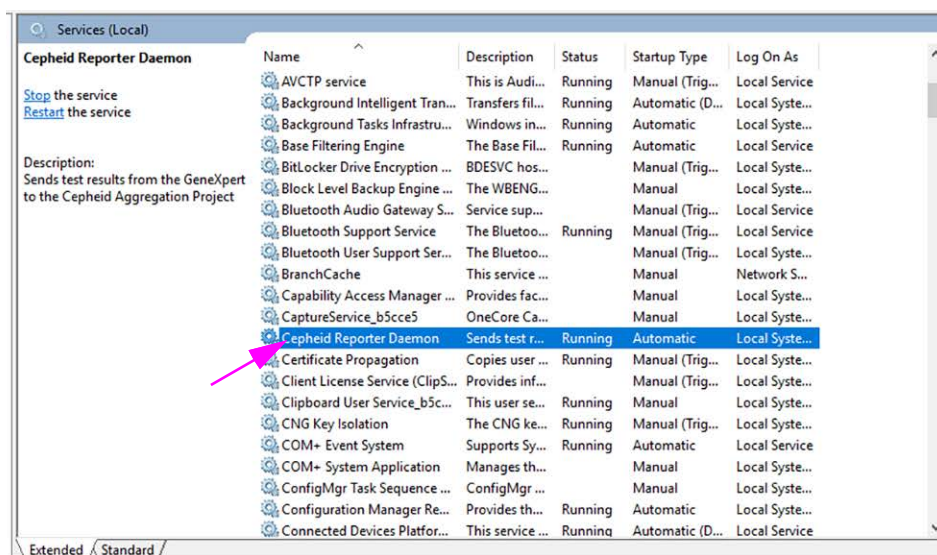 Services (Local)
Cepheid Reporter Daemon
Stop the service
Restart the service
Description:
Sends test results from the GeneXpert
to the Cepheid Aggregation Project
Name Description Status Startup Type Log On As
AVCTP service This is Audi... Running Manual (Trig... Local Service
Background Intelligent Tran... Transfers fil... Running Automatic (D... Local Syste...
Background Tasks Infrastru... Windows in... Running Automatic Local Syste...
Base Filtering Engine The Base Fil... Running Automatic Local Service
BitLocker Drive Encryption ... BDESVC hos... Manual (Trig... Local Syste...
Block Level Backup Engine ... The WBENG... Manual Local Syste...
Bluetooth Audio Gateway S... Service sup... Manual (Trig... Local Service
Bluetooth Support Service The Bluetoo... Running Manual (Trig... Local Service
Bluetooth User Support Ser... The Bluetoo... Manual (Trig... Local Syste...
BranchCache This service ... Manual Network S...
Capability Access Manager ... Provides fac... Manual Local Syste...
CaptureService_b5cce5 OneCore Ca... Manual Local Syste...
Cepheid Reporter Daemon Sends test r... Running Automatic Local Syste...
Certificate Propagation Copies user ... Running Manual (Trig... Local Syste...
Client License Service (ClipS... Provides inf... Manual (Trig... Local Syste...
Clipboard User Service_b5c... This user se... Running Manual Local Syste...
CNG Key Isolation The CNG ke... Running Manual (Trig... Local Syste...
COM+ Event System Supports Sy... Running Automatic Local Service
COM+ System Application Manages th... Manual Local Syste...
ConfigMgr Task Sequence ... ConfigMgr ... Manual Local Syste...
Configuration Manager Re... Provides th... Running Automatic Local Syste...
Connected Devices Platfor... This service ... Running Automatic (D... Local Service
Extended Standard